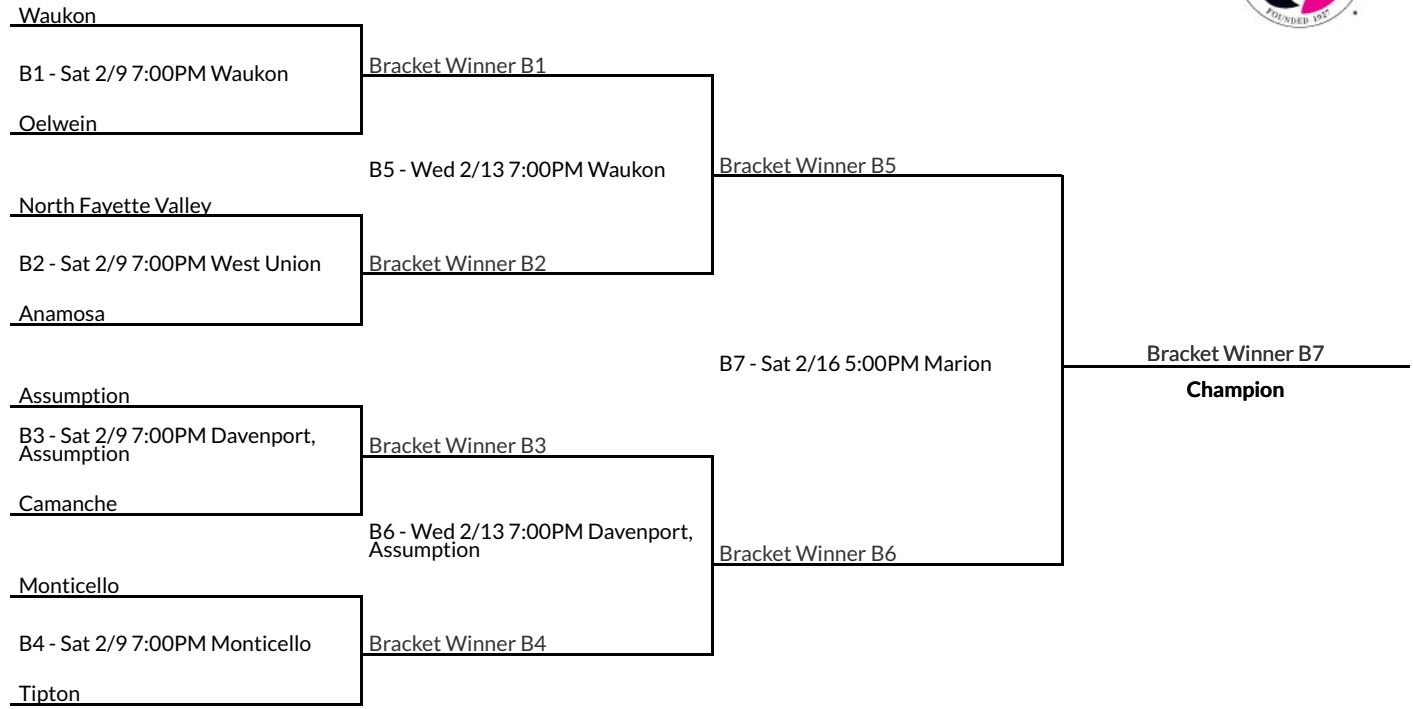 Waukon
B1 - Sat 2/9 7:00PM Waukon
Oelwein
North Fayette Valley
B2 - Sat 2/9 7:00PM West Union
Anamosa
Assumption
B3 - Sat 2/9 7:00PM Davenport,
Assumption
Camanche
Monticello
B4 - Sat 2/9 7:00PM Monticello
Tipton
Bracket Winner B1
B5 - Wed 2/13 7:00PM Waukon
Bracket Winner B2
Bracket Winner B3
B6 - Wed 2/13 7:00PM Davenport,
Assumption
Bracket Winner B4
Bracket Winner B5
B7 - Sat 2/16 5:00PM Marion
Bracket Winner B6
Bracket Winner B7
Champion
FOUNDED 192